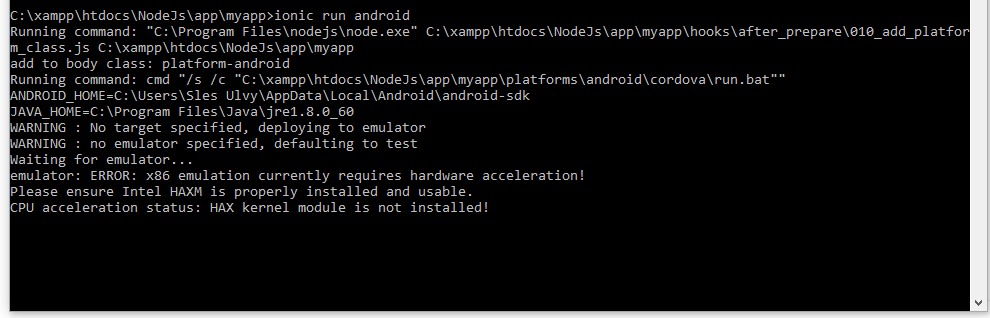 C:\xampp\htdocs\NodeJs\app\myapp>ionic run android
Running command: "C:\Program Files\nodejs\node.exe" C:\xampp\htdocs\NodeJs\app\myapp\hooks\after_prepare\010_add_platfor
m_class.js C:\xampp\htdocs\NodeJs\app\myapp
add to body class: platform-android
Running command: cmd "/s /c "C:\xampp\htdocs\NodeJs\app\myapp\platforms\android\cordova\run.bat""
ANDROID_HOME=C:\Users\Sles Ulvy\AppData\Local\Android\android-sdk
JAVA_HOME=C:\Program Files\Java\jre1.8.0_60
WARNING : No target specified, deploying to emulator
WARNING : no emulator specified, defaulting to test
Waiting for emulator...
emulator: ERROR: x86 emulation currently requires hardware acceleration!
Please ensure Intel HAXM is properly installed and usable.
CPU acceleration status: HAX kernel module is not installed!